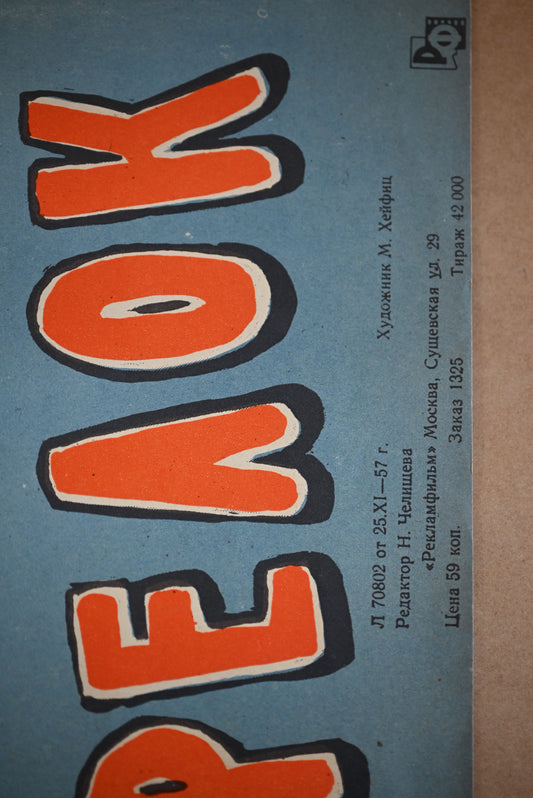 РЕЛОК
Л 70802 от 25.XI—57 г. Художник М. Хейфиц
Редактор Н. Челищева
«Рекламфильм» Москва, Сущевская ул. 29
Цена 59 коп. Заказ 1325 Тираж 42 000
РФ